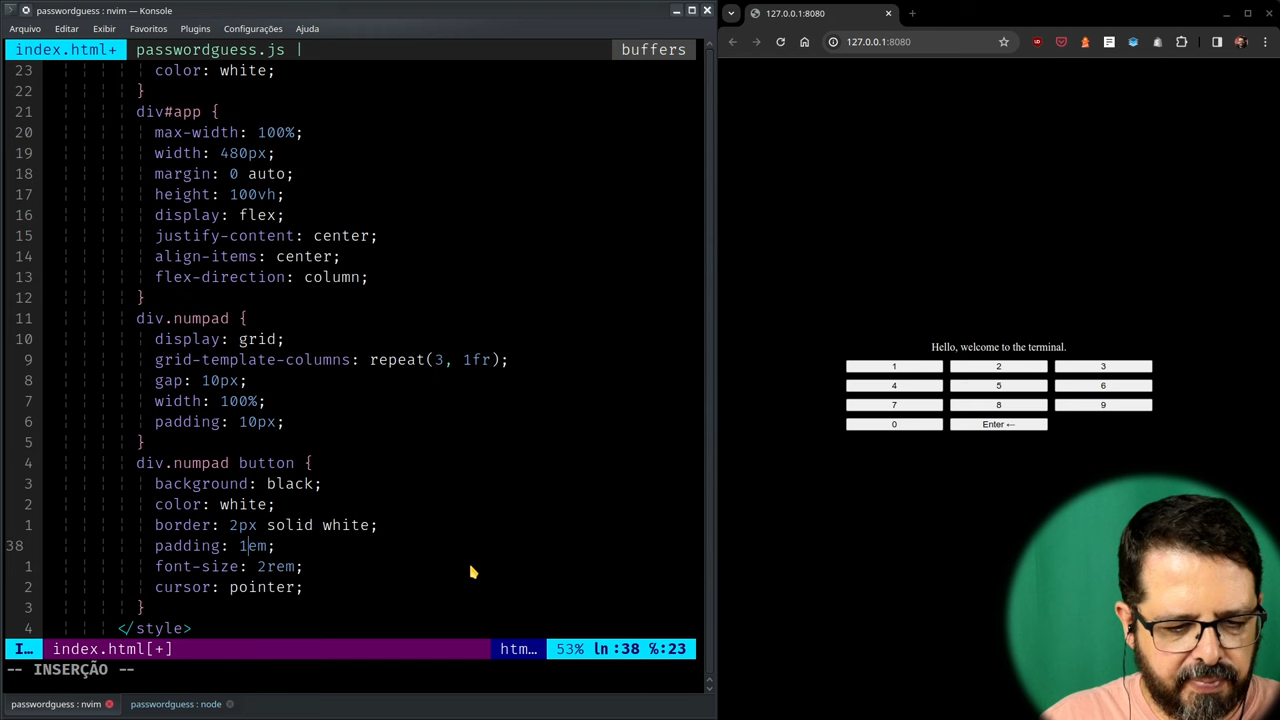 passwordguess : nvim — Konsole
Arquivo Editar Exibir Favoritos Plugins Configurações Ajuda
index.html+ passwordguess.js | buffers
23 color: white;
22 }
21 div#app {
20 max-width: 100%;
19 width: 480px;
18 margin: 0 auto;
17 height: 100vh;
16 display: flex;
15 justify-content: center;
14 align-items: center;
13 flex-direction: column;
12 }
11 div.numpad {
10 display: grid;
9 grid-template-columns: repeat(3, 1fr);
8 gap: 10px;
7 width: 100%;
6 padding: 10px;
5 }
4 div.numpad button {
3 background: black;
2 color: white;
1 border: 2px solid white;
38 padding: 1em;
1 font-size: 2rem;
2 cursor: pointer;
3 }
4 </style>
I… index.html[+] htm… 53% ln:38 ℅:23
-- INSERÇÃO --
passwordguess : nvim passwordguess : node
127.0.0.1:8080
127.0.0.1:8080
Hello, welcome to the terminal.
1 2 3
4 5 6
7 8 9
0 Enter ←